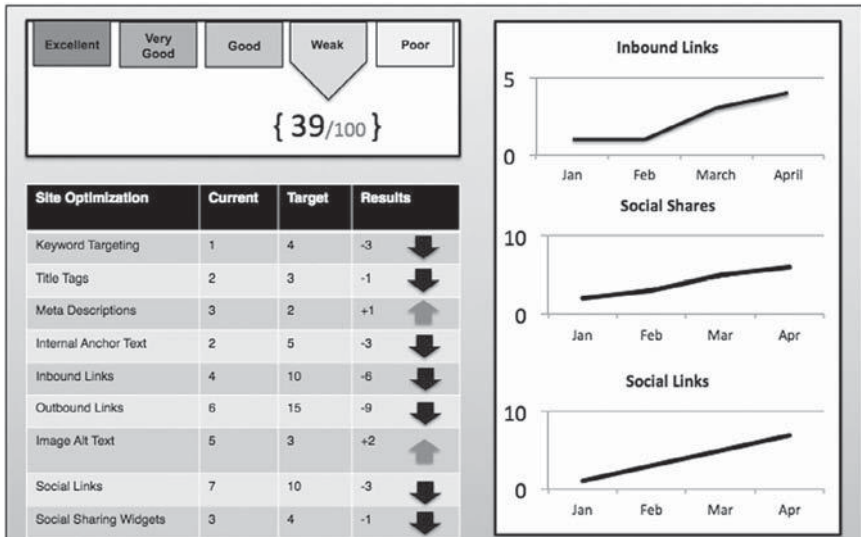 Excellent
Very
Good
Good
Weak
Poor
{ 39/100 }
Site Optimization Current Target Results
Keyword Targeting 1 4 -3
Title Tags 2 3 -1
Meta Descriptions 3 2 +1
Internal Anchor Text 2 5 -3
Inbound Links 4 10 -6
Outbound Links 6 15 -9
Image Alt Text 5 3 +2
Social Links 7 10 -3
Social Sharing Widgets 3 4 -1
Inbound Links
5
0
Jan Feb March April
Social Shares
10
0
Jan Feb Mar Apr
Social Links
10
0
Jan Feb Mar Apr